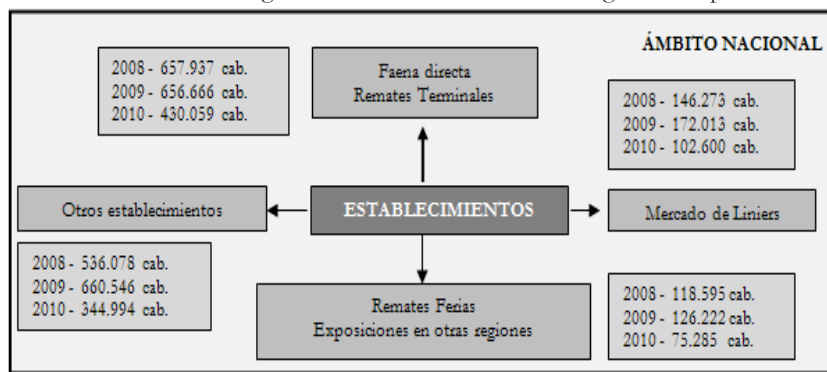 ÁMBITO NACIONAL
2008 - 657.937 cab.
2009 - 656.666 cab.
2010 - 430.059 cab.
Faena directa
Remates Terminales
2008 - 146.273 cab.
2009 - 172.013 cab.
2010 - 102.600 cab.
Otros establecimientos
ESTABLECIMIENTOS
Mercado de Liniers
2008 - 536.078 cab.
2009 - 660.546 cab.
2010 - 344.994 cab.
Remates Ferias
Exposiciones en otras regiones
2008 - 118.595 cab.
2009 - 126.222 cab.
2010 - 75.285 cab.